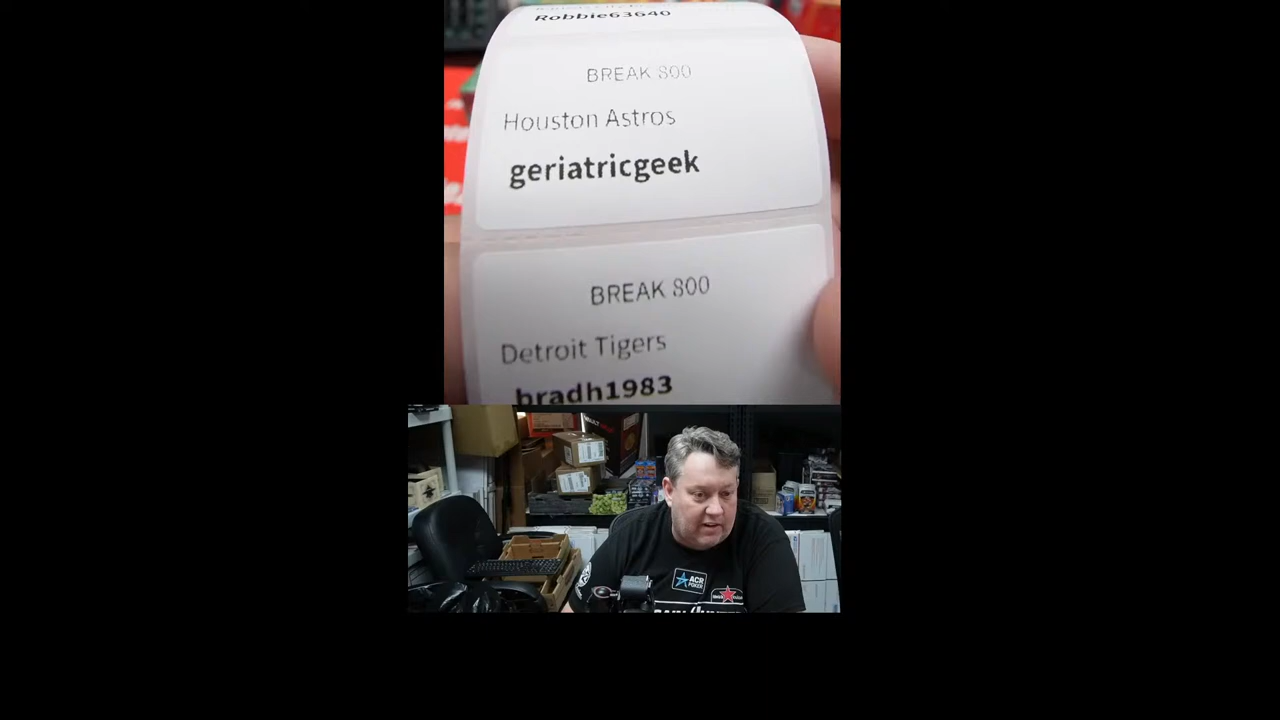 Robbie63640
BREAK 800
Houston Astros
geriatricgeek
BREAK 800
Detroit Tigers
bradh1983
ACR
POKER